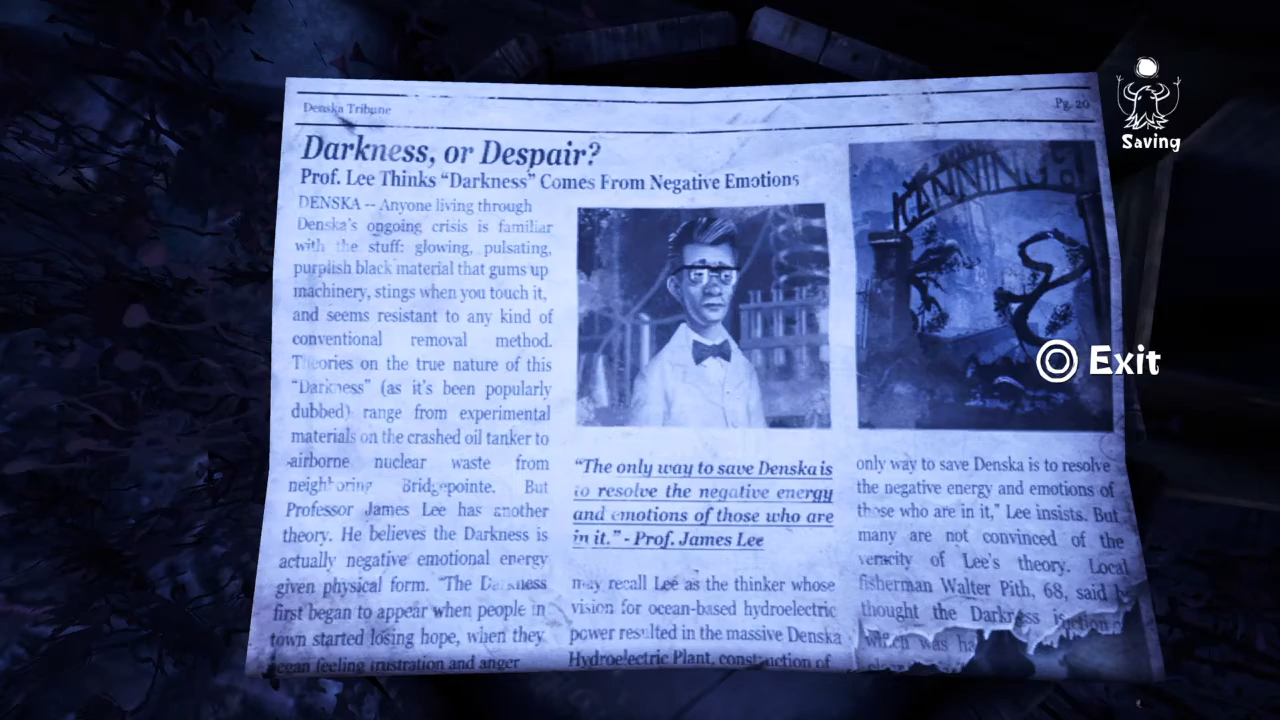 Denska Tribune
Pg. 20
Saving
Darkness, or Despair?
Prof. Lee Thinks “Darkness” Comes From Negative Emotions
DENSKA -- Anyone living through
Denska's ongoing crisis is familiar
with the stuff: glowing, pulsating,
purplish black material that gums up
machinery, stings when you touch it,
and seems resistant to any kind of
conventional removal method.
Theories on the true nature of this
“Darkness” (as it's been popularly
dubbed) range from experimental
materials on the crashed oil tanker to
airborne nuclear waste from
neighboring Bridgepointe. But
Professor James Lee has another
theory. He believes the Darkness is
actually negative emotional energy
given physical form. “The Darkness
first began to appear when people in
town started losing hope, when they
began feeling frustration and anger
“The only way to save Denska is
to resolve the negative energy
and emotions of those who are
in it.” - Prof. James Lee
may recall Lee as the thinker whose
vision for ocean-based hydroelectric
power resulted in the massive Denska
Hydroelectric Plant, construction of
CANNING
Exit
only way to save Denska is to resolve
the negative energy and emotions of
those who are in it,” Lee insists. But
many are not convinced of the
veracity of Lee's theory. Local
fisherman Walter Pith, 68, said
thought the Darkness is
which was